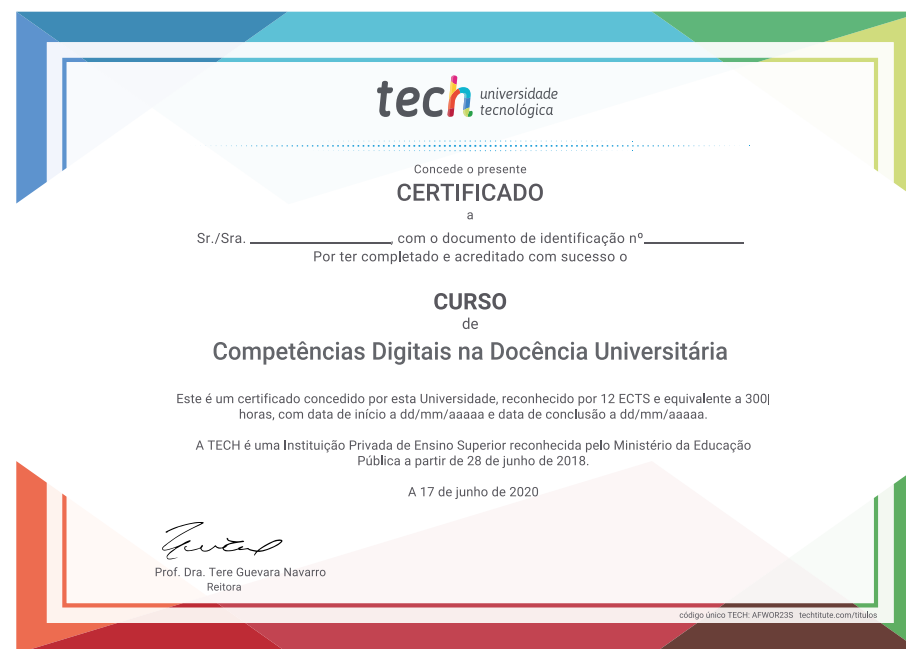 tech universidade
tecnológica
Concede o presente
CERTIFICADO
a
Sr./Sra. ____________________, com o documento de identificação nº______________
Por ter completado e acreditado com sucesso o
CURSO
de
Competências Digitais na Docência Universitária
Este é um certificado concedido por esta Universidade, reconhecido por 12 ECTS e equivalente a 300
horas, com data de início a dd/mm/aaaaa e data de conclusão a dd/mm/aaaaa.
A TECH é uma Instituição Privada de Ensino Superior reconhecida pelo Ministério da Educação
Pública a partir de 28 de junho de 2018.
A 17 de junho de 2020
Prof. Dra. Tere Guevara Navarro
Reitora
código único TECH: AFWOR23S techtitute.com/titulos